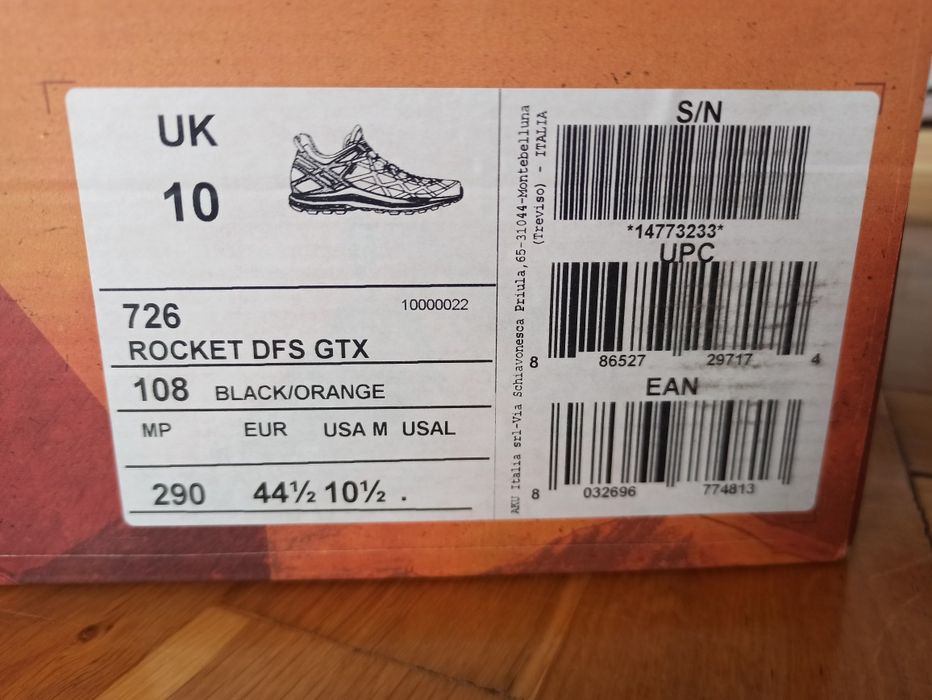 UK
10
726
10000022
ROCKET DFS GTX
108 BLACK/ORANGE
MP EUR USA M USAL
290 44½ 10½ .
AKU Italia srl-Via Schiavonesca Priula,65-31044-Montebelluna
(Treviso) - ITALIA
S/N
*14773233*
UPC
8 86527 29717 4
EAN
8 032696 774813